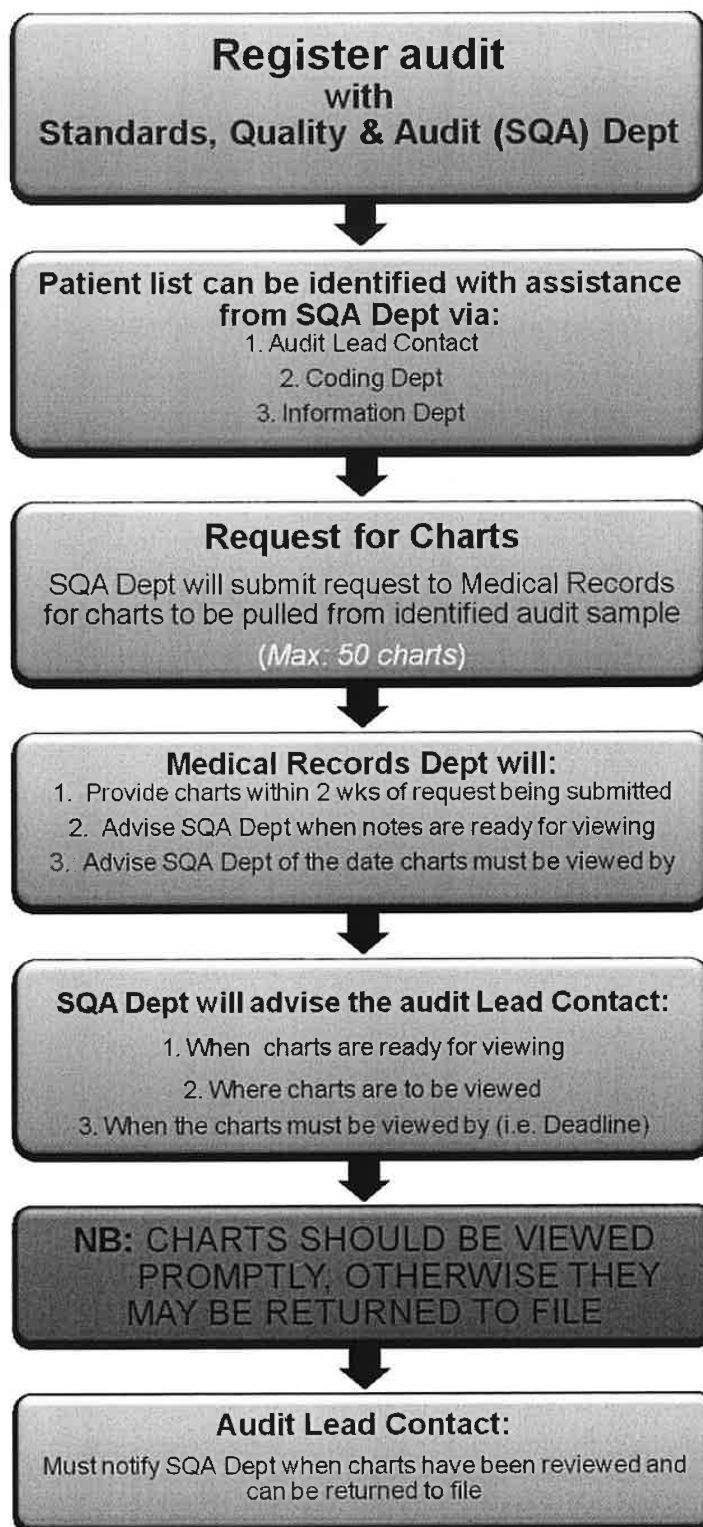 Register audit
with
Standards, Quality & Audit (SQA) Dept
Patient list can be identified with assistance
from SQA Dept via:
1. Audit Lead Contact
2. Coding Dept
3. Information Dept
Request for Charts
SQA Dept will submit request to Medical Records
for charts to be pulled from identified audit sample
(Max: 50 charts)
Medical Records Dept will:
1. Provide charts within 2 wks of request being submitted
2. Advise SQA Dept when notes are ready for viewing
3. Advise SQA Dept of the date charts must be viewed by
SQA Dept will advise the audit Lead Contact:
1. When charts are ready for viewing
2. Where charts are to be viewed
3. When the charts must be viewed by (i.e. Deadline)
NB: CHARTS SHOULD BE VIEWED
PROMPTLY, OTHERWISE THEY
MAY BE RETURNED TO FILE
Audit Lead Contact:
Must notify SQA Dept when charts have been reviewed and
can be returned to file